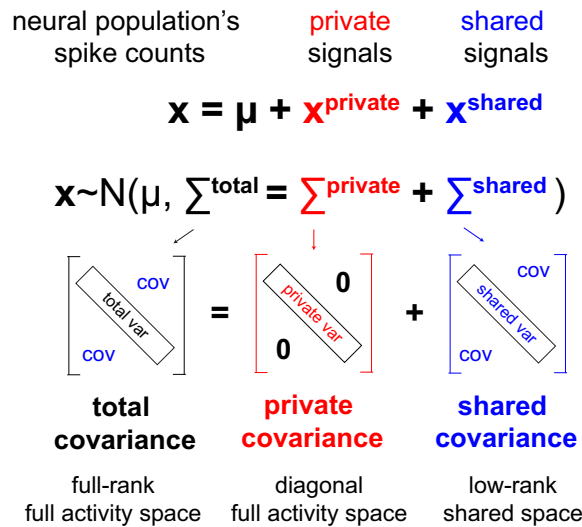 neural population's private shared
spike counts signals signals
x = μ + x^private + x^shared
x~N(μ, ∑^total = ∑^private + ∑^shared )
cov 0 cov
total var = private var + shared var
cov 0 cov
total private shared
covariance covariance covariance
full-rank diagonal low-rank
full activity space full activity space shared space